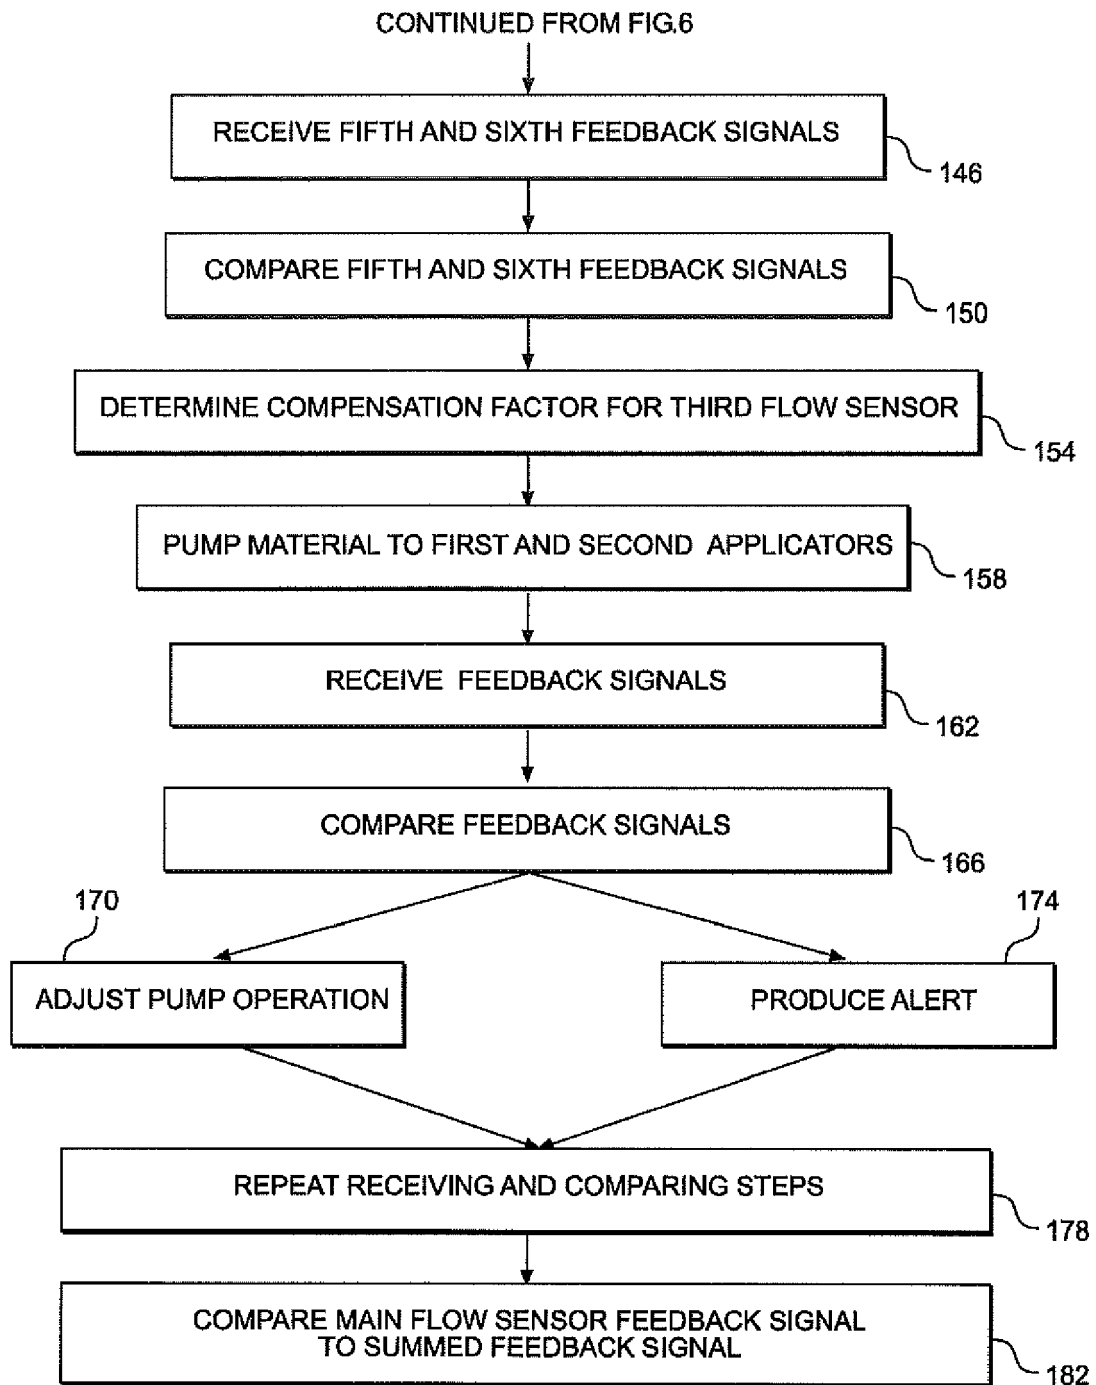 CONTINUED FROM FIG.6
RECEIVE FIFTH AND SIXTH FEEDBACK SIGNALS
146
COMPARE FIFTH AND SIXTH FEEDBACK SIGNALS
150
DETERMINE COMPENSATION FACTOR FOR THIRD FLOW SENSOR
154
PUMP MATERIAL TO FIRST AND SECOND APPLICATORS
158
RECEIVE FEEDBACK SIGNALS
162
COMPARE FEEDBACK SIGNALS
166
170
174
ADJUST PUMP OPERATION
PRODUCE ALERT
REPEAT RECEIVING AND COMPARING STEPS
178
COMPARE MAIN FLOW SENSOR FEEDBACK SIGNAL
TO SUMMED FEEDBACK SIGNAL
182